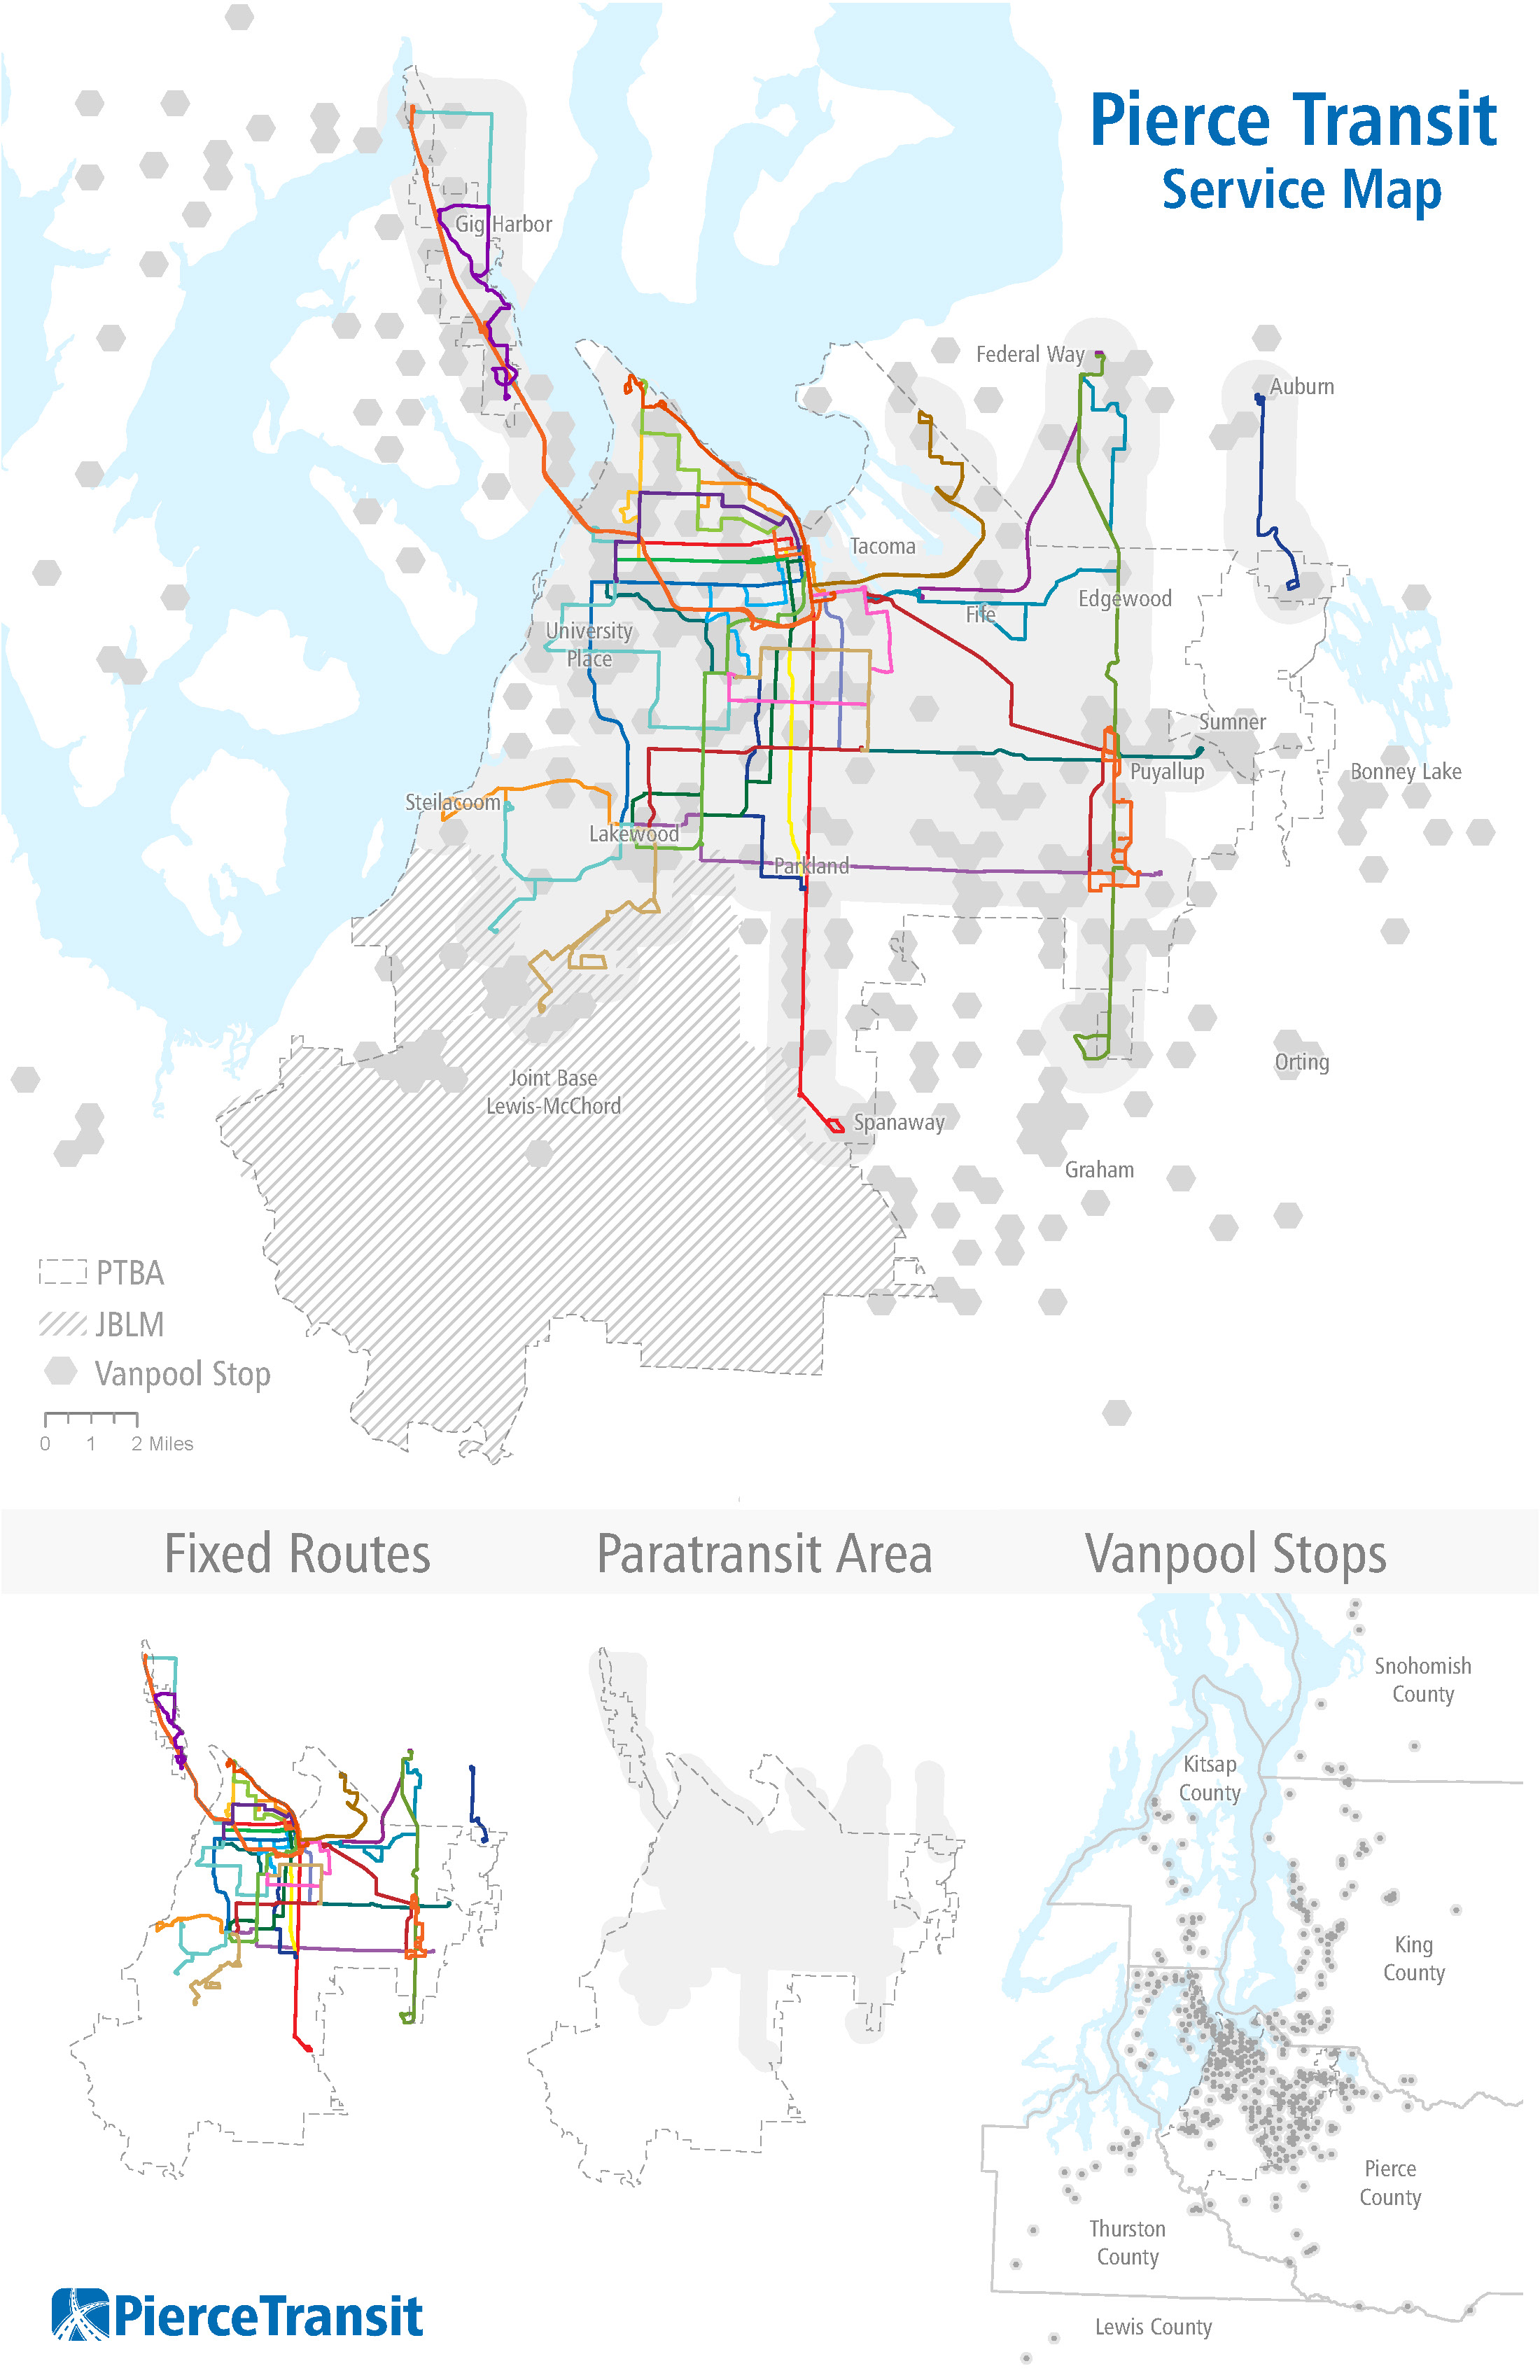 Pierce Transit
Service Map
Gig Harbor
Federal Way
Auburn
Tacoma
Edgewood
Fife
University
Place
Sumner
Puyallup
Bonney Lake
Steilacoom
Lakewood
Parkland
Orting
Joint Base
Lewis-McChord
Spanaway
Graham
PTBA
JBLM
Vanpool Stop
0 1 2 Miles
Fixed Routes
Paratransit Area
Vanpool Stops
Snohomish
County
Kitsap
County
King
County
Pierce
County
Thurston
County
Lewis County
PierceTransit